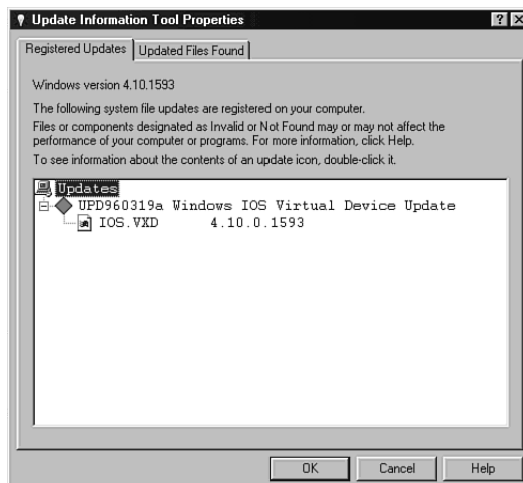 Update Information Tool Properties
Registered Updates Updated Files Found
Windows version 4.10.1593
The following system file updates are registered on your computer.
Files or components designated as Invalid or Not Found may or may not affect the
performance of your computer or programs. For more information, click Help.
To see information about the contents of an update icon, double-click it.
Updates
UPD960319a Windows IOS Virtual Device Update
IOS.VXD 4.10.0.1593
OK Cancel Help